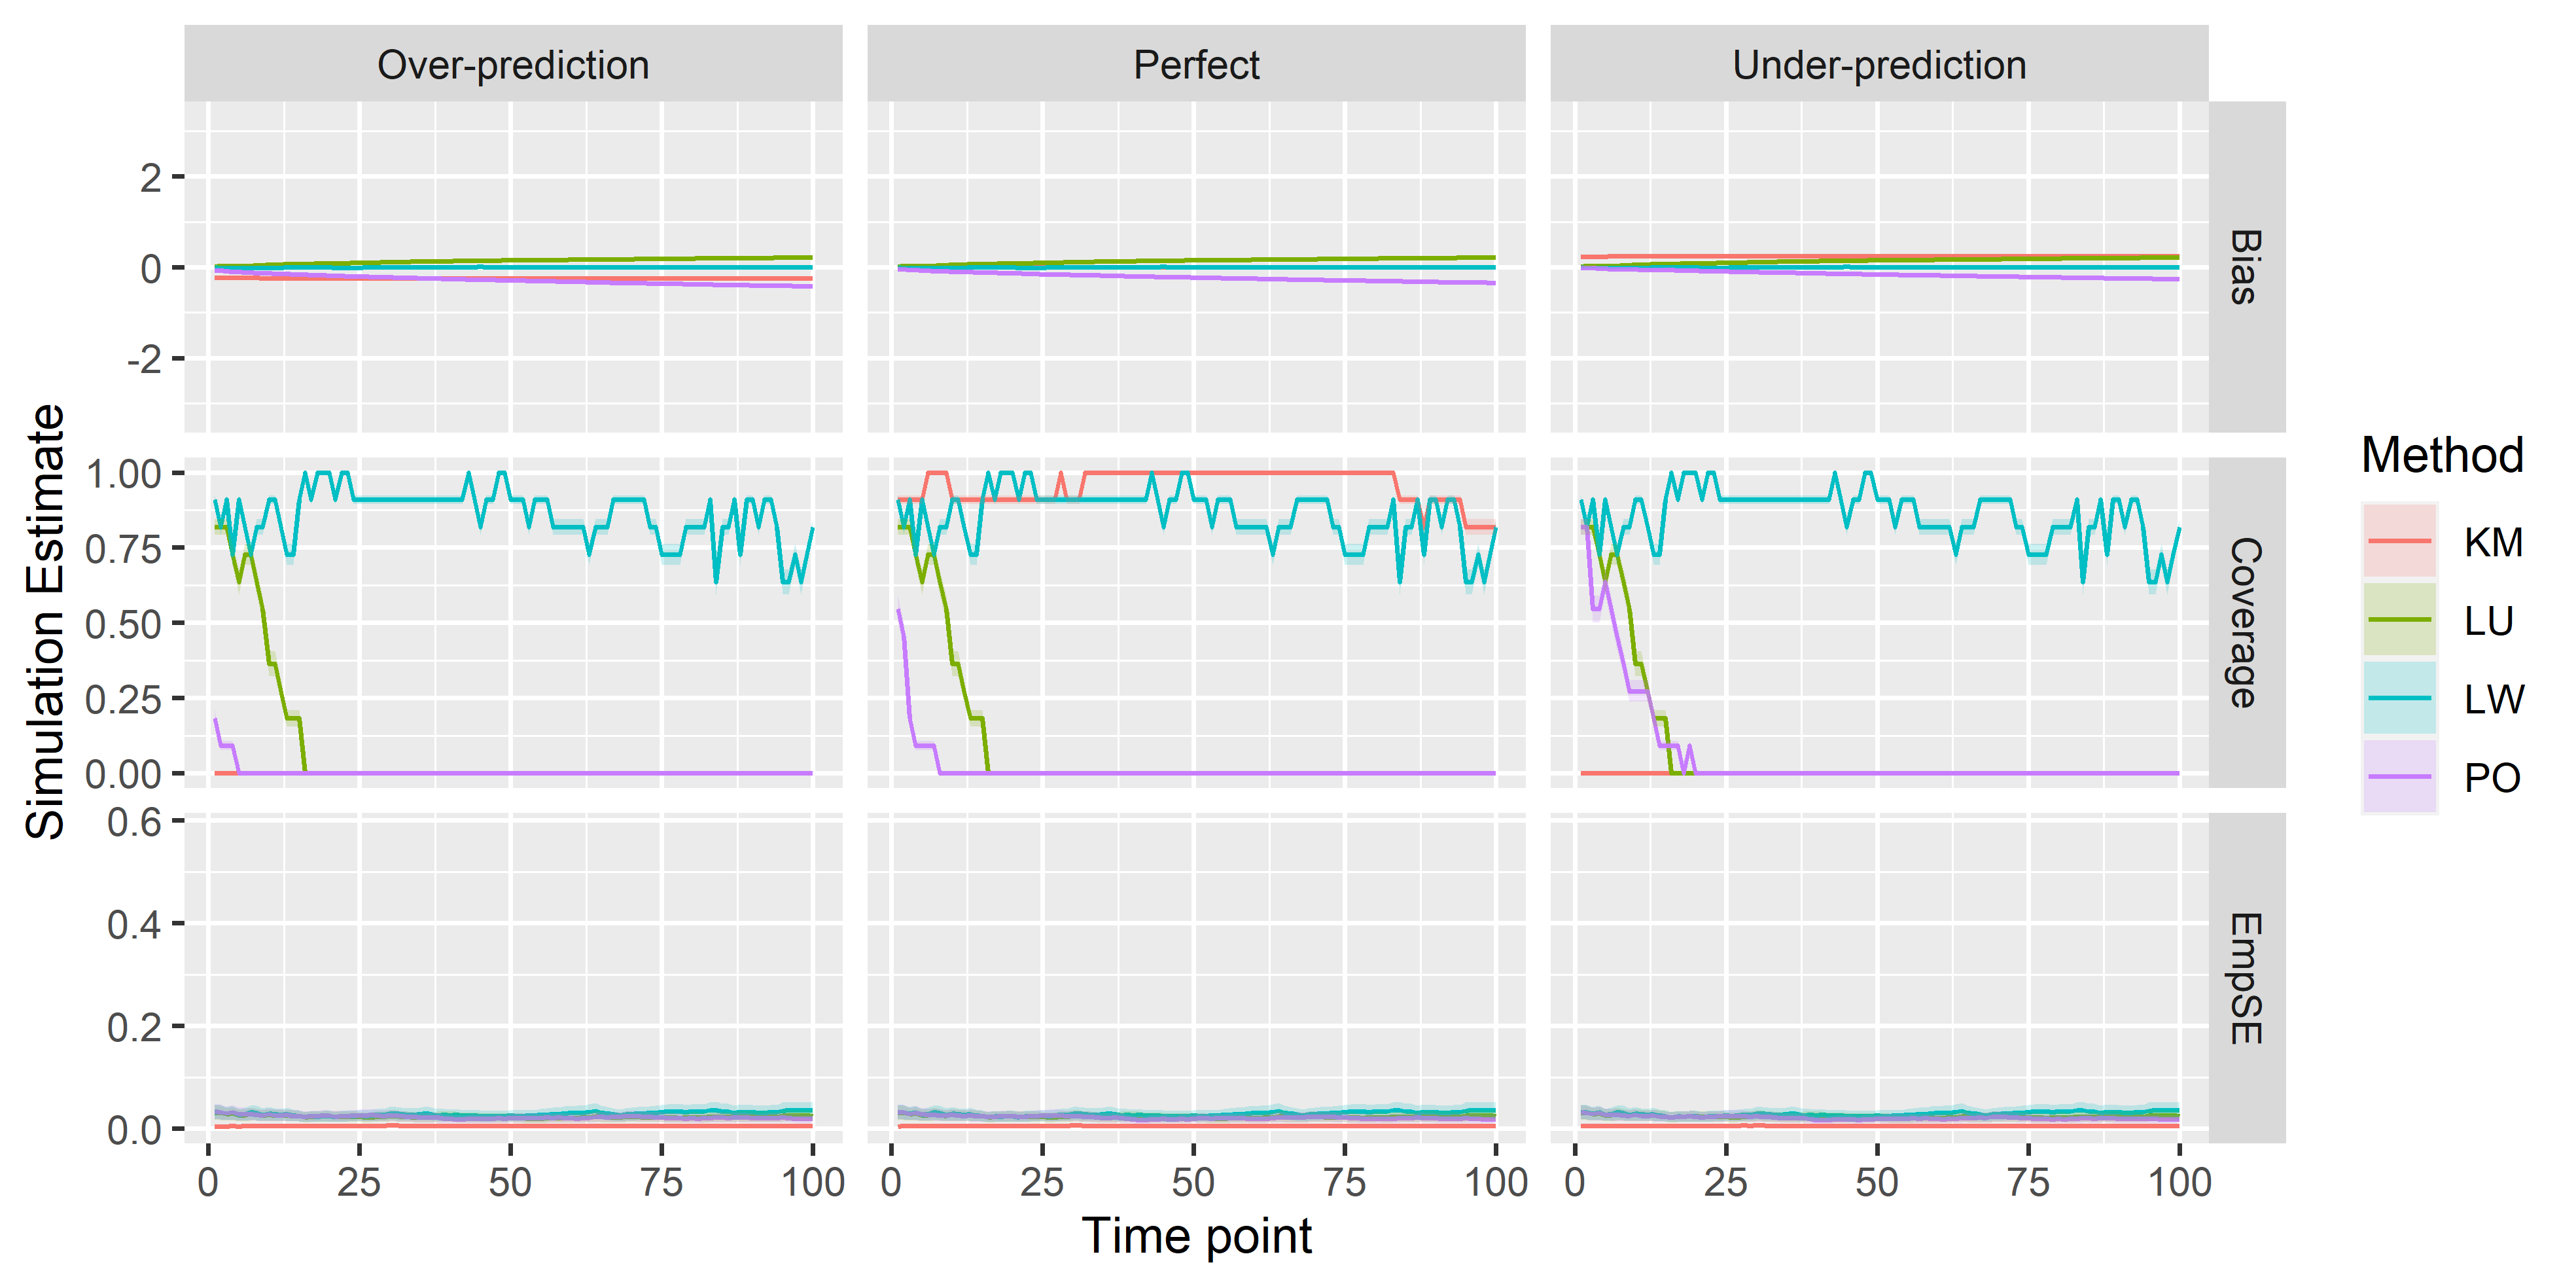 Over-prediction Perfect Under-prediction
2
0
-2
Bias
Simulation Estimate
1.00
0.75
0.50
0.25
0.00
Coverage
0.6
0.4
0.2
0.0
EmpSE
0 25 50 75 100 0 25 50 75 100 0 25 50 75 100
Time point
Method
KM
LU
LW
PO